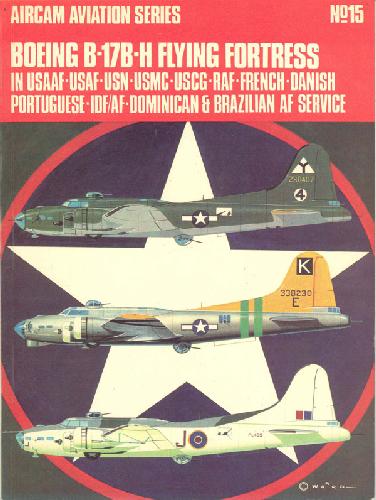 AIRCAM AVIATION SERIES Nº15
BOEING B-17B-H FLYING FORTRESS
IN USAAF·USAF·USN·USMC·USCG·RAF·FRENCH·DANISH
PORTUGUESE·IDF/AF·DOMINICAN & BRAZILIAN AF SERVICE
4
K
338230
E
J